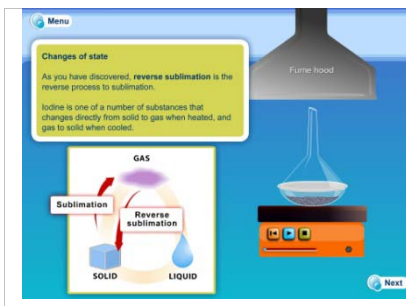 Menu
Changes of state
As you have discovered, reverse sublimation is the
reverse process to sublimation.
Iodine is one of a number of substances that
changes directly from solid to gas when heated, and
gas to solid when cooled.
Fume hood
GAS
Sublimation
Reverse
sublimation
SOLID
LIQUID
Next